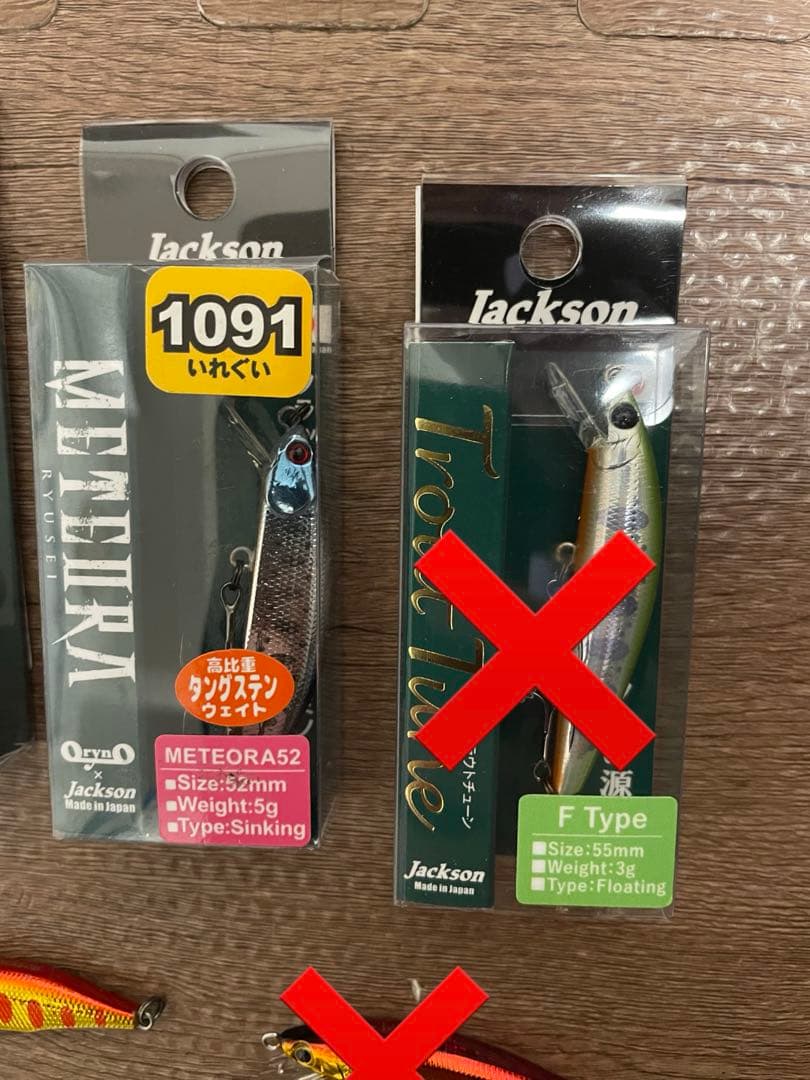 Jackson
1091
いれぐい
METEORA
RYUSEI
高比重
タングステン
ウェイト
OrynO
×
Jackson
Made in Japan
METEORA52
■Size:52mm
■Weight:5g
■Type:Sinking
Jackson
Trout Tune
ラウトチューン
源
Jackson
Made in Japan
F Type
■Size:55mm
■Weight:3g
■Type:Floating